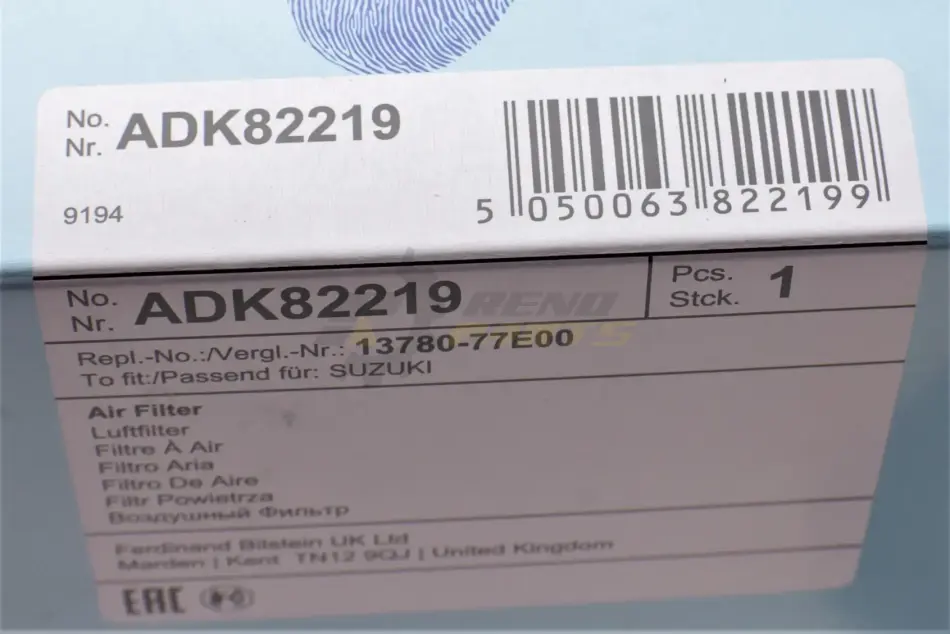 No. ADK82219
Nr.
9194
5 050063 822199
No. ADK82219
Nr.
Pcs. 1
Stck.
Repl.-No.:/Vergl.-Nr.: 13780-77E00
To fit:/Passend für: SUZUKI
Air Filter
Luftfilter
Filtre À Air
Filtro Aria
Filtro De Aire
Filtr Powietrza
Воздушный Фильтр
Ferdinand Bilstein UK Ltd
Marden | Kent TN12 9QJ | United Kingdom
EAC